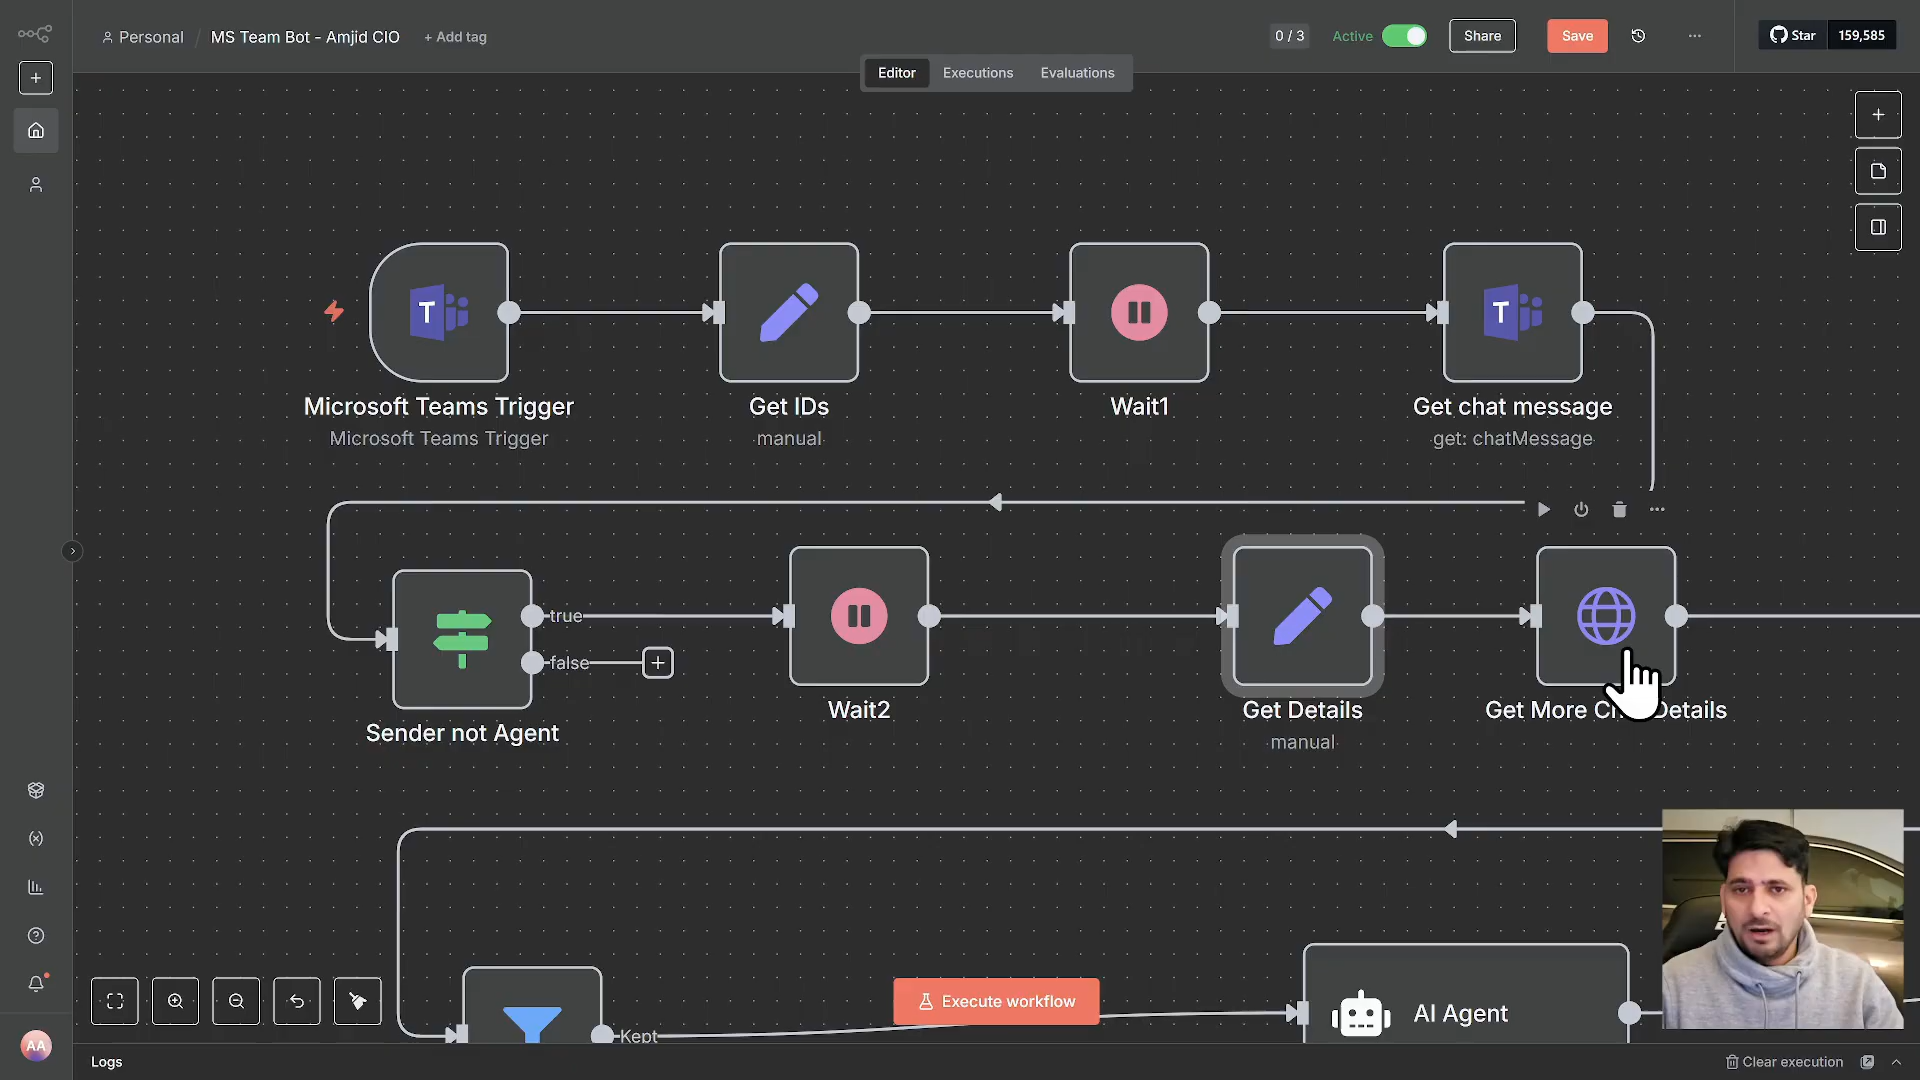 Personal / MS Team Bot - Amjid CIO + Add tag
0 / 3 Active Share Save Star 159,585
Editor Executions Evaluations
Microsoft Teams Trigger
Microsoft Teams Trigger
Get IDs
manual
Wait1
Get chat message
get: chatMessage
true
false
Sender not Agent
Wait2
Get Details
manual
Get More Details
Kept
AI Agent
Execute workflow
AA
Logs
Clear execution